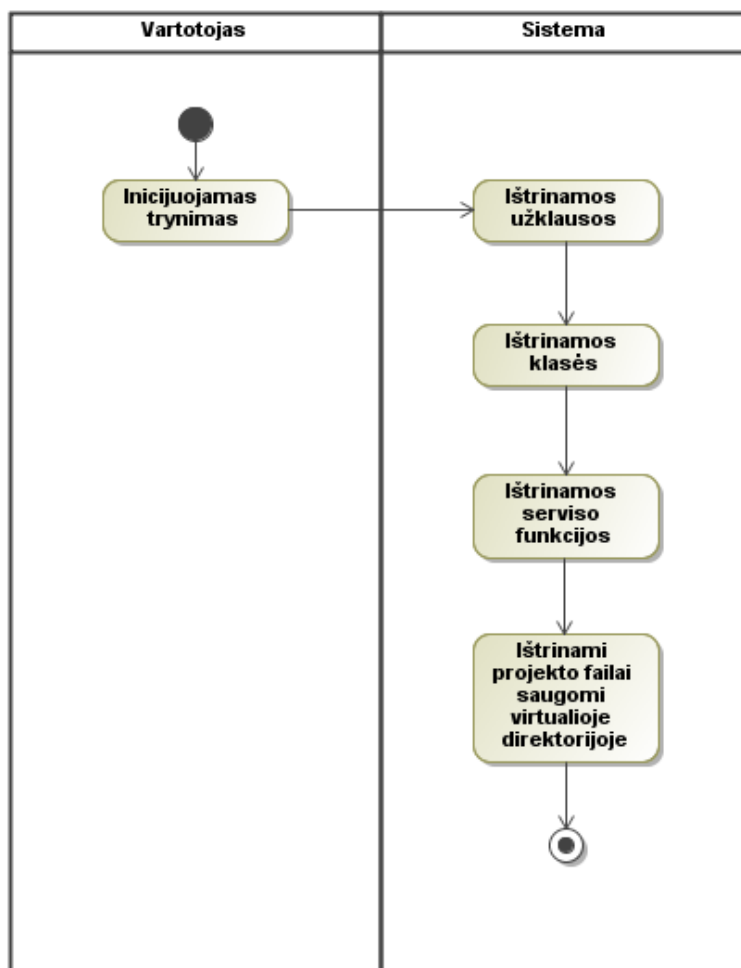 Vartotojas
Sistema
Inicijuojamas
trynimas
Ištrinamos
užklausos
Ištrinamos
klasės
Ištrinamos
serviso
funkcijos
Ištrinami
projekto failai
saugomi
virtualioje
direktorijoje